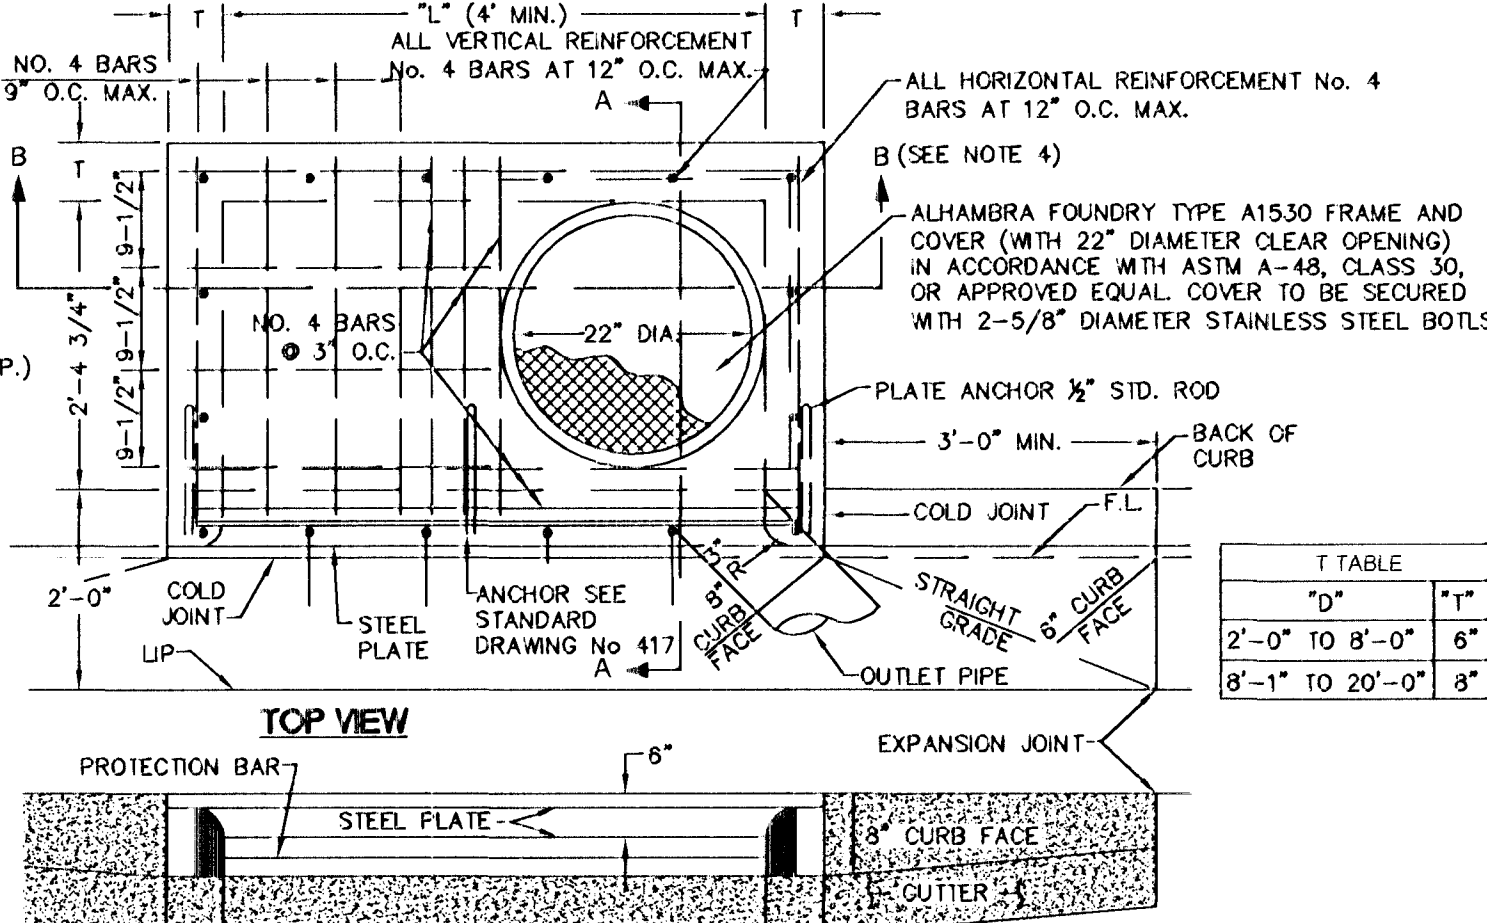 T
"L" (4' MIN.)
T
ALL VERTICAL REINFORCEMENT
No. 4 BARS AT 12" O.C. MAX.
NO. 4 BARS
9" O.C. MAX.
A
ALL HORIZONTAL REINFORCEMENT No. 4
BARS AT 12" O.C. MAX.
B
T
B (SEE NOTE 4)
9-1/2"
9-1/2"
9-1/2"
2'-4 3/4"
P.)
ALHAMBRA FOUNDRY TYPE A1530 FRAME AND
COVER (WITH 22" DIAMETER CLEAR OPENING)
IN ACCORDANCE WITH ASTM A-48, CLASS 30,
OR APPROVED EQUAL. COVER TO BE SECURED
WITH 2-5/8" DIAMETER STAINLESS STEEL BOTLS
NO. 4 BARS
@ 3" O.C.
22" DIA.
PLATE ANCHOR ½" STD. ROD
3'-0" MIN.
BACK OF
CURB
COLD JOINT
F.L.
2'-0"
COLD
JOINT
STEEL
PLATE
ANCHOR SEE
STANDARD
DRAWING No 417
3" R
8" CURB
FACE
STRAIGHT
GRADE
6" CURB
FACE
LIP
A
OUTLET PIPE
T TABLE
"D" "T"
2'-0" TO 8'-0" 6"
8'-1" TO 20'-0" 8"
TOP VIEW
EXPANSION JOINT
PROTECTION BAR
6"
STEEL PLATE
8" CURB FACE
GUTTER